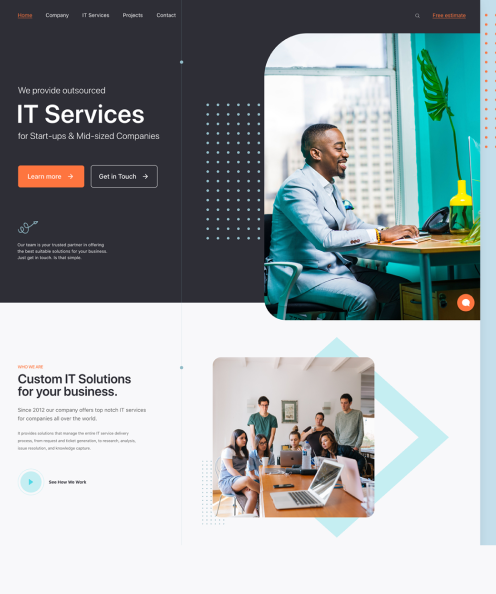 Home Company IT Services Projects Contact Free estimate
We provide outsourced
IT Services
for Start-ups & Mid-sized Companies
Learn more Get in Touch
Our team is your trusted partner in offering
the best suitable solutions for your business.
Just get in touch. Is that simple.
WHO WE ARE
Custom IT Solutions
for your business.
Since 2012 our company offers top notch IT services
for companies all over the world.
It provides solutions that manage the entire IT service delivery
process, from request and ticket generation, to research, analysis,
issue resolution, and knowledge capture.
See How We Work